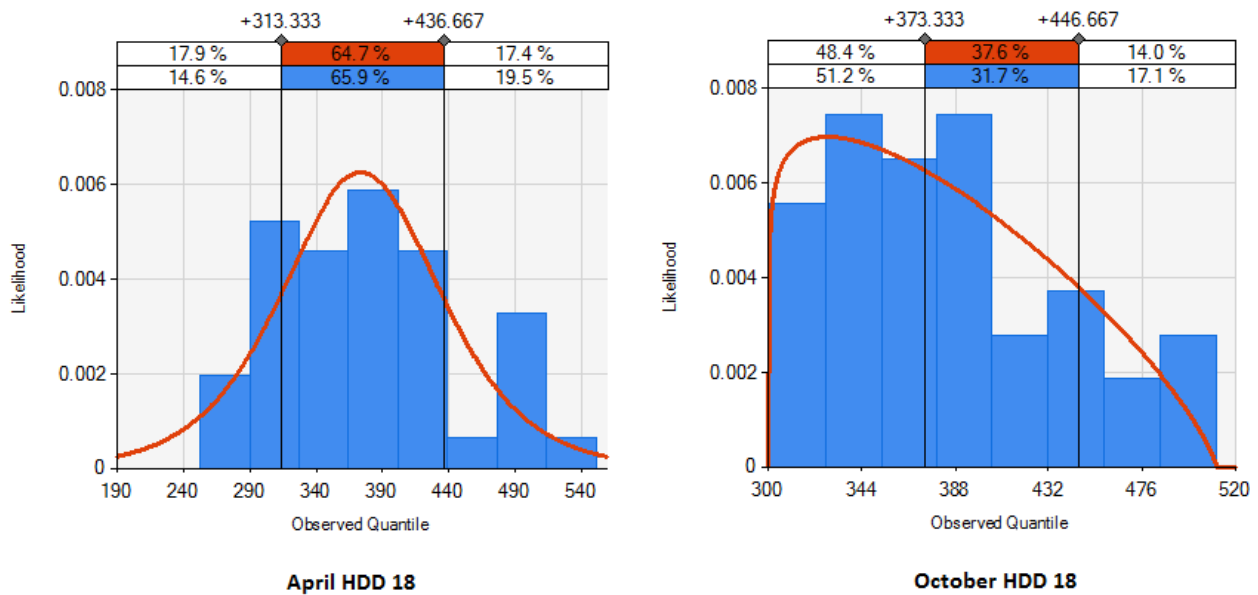 +313.333 +436.667
17.9 % 64.7 % 17.4 %
14.6 % 65.9 % 19.5 %
0.008
0.006
0.004
0.002
0
Likelihood
190 240 290 340 390 440 490 540
Observed Quantile
April HDD 18
+373.333 +446.667
48.4 % 37.6 % 14.0 %
51.2 % 31.7 % 17.1 %
0.008
0.006
0.004
0.002
0
Likelihood
300 344 388 432 476 520
Observed Quantile
October HDD 18